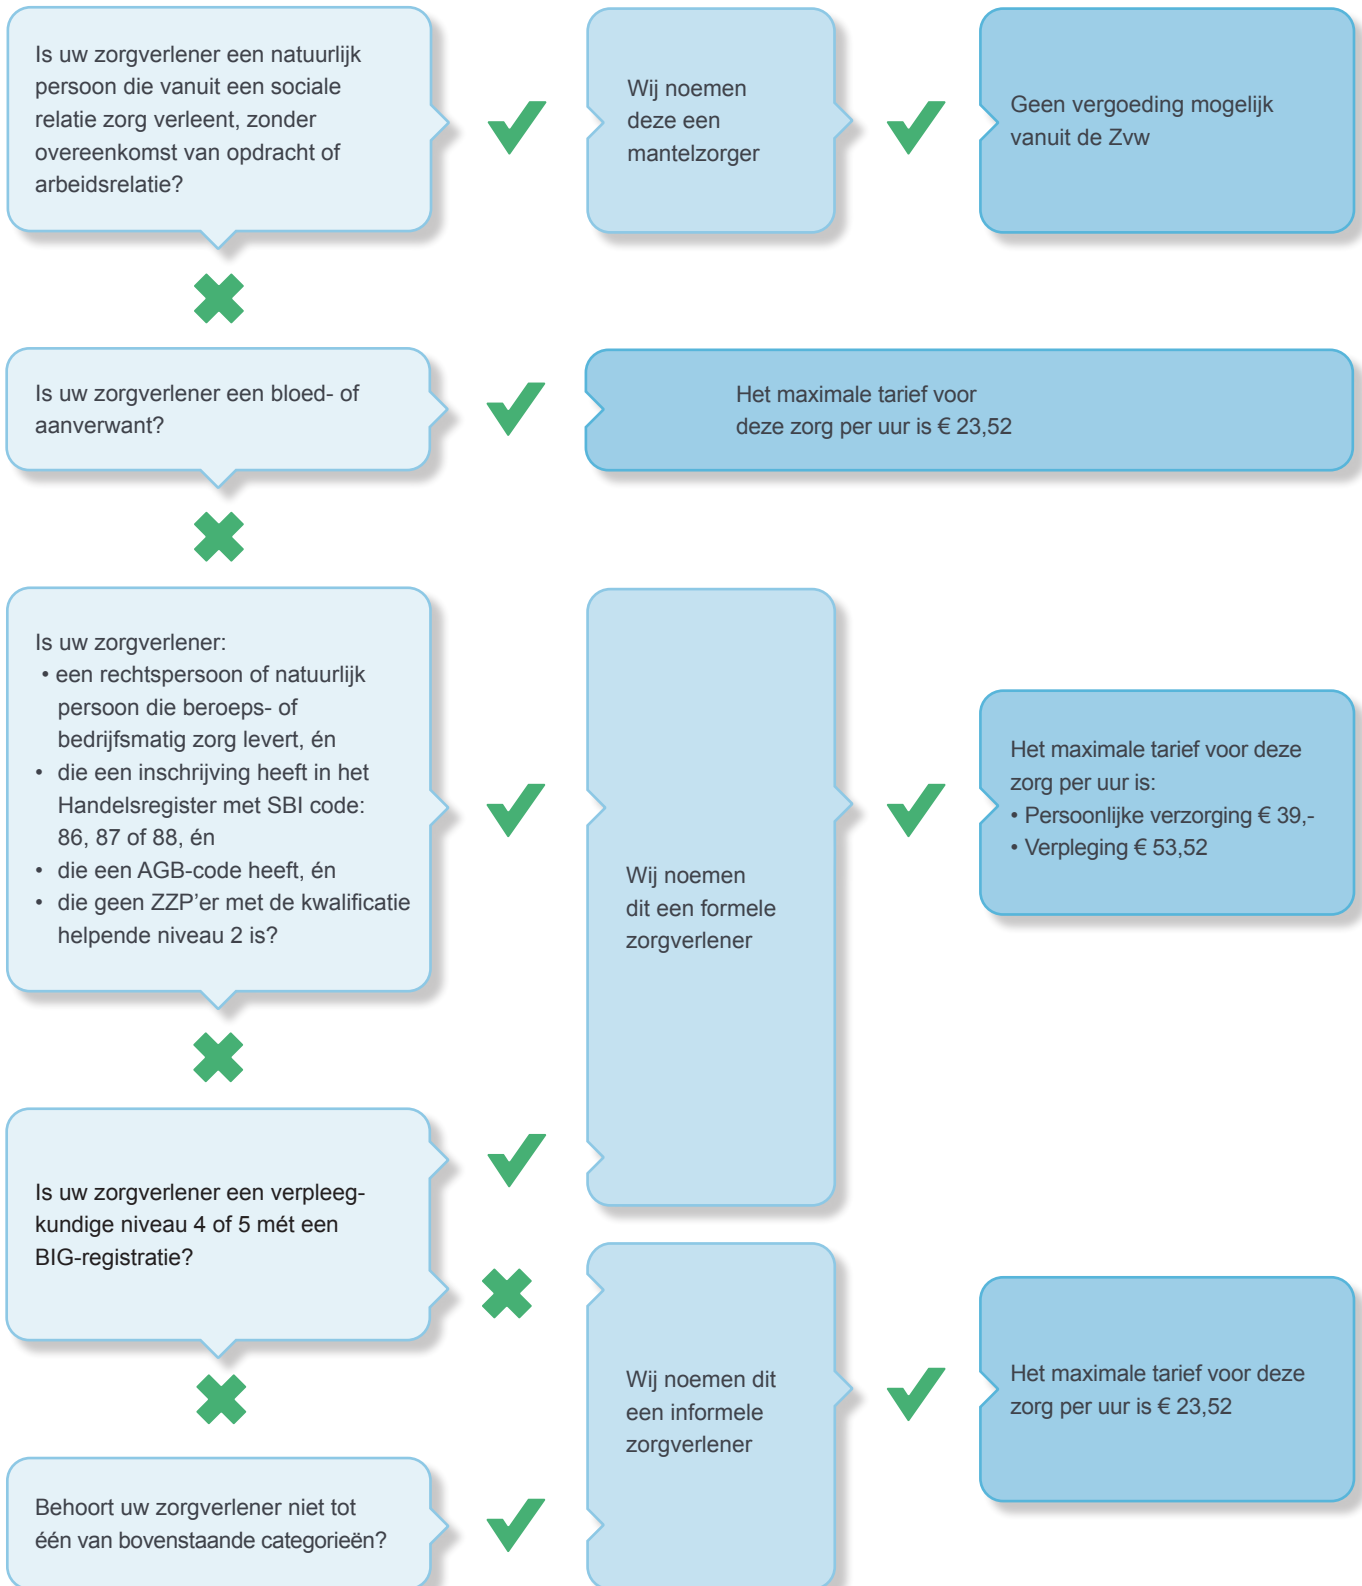 Is uw zorgverlener een natuurlijk
persoon die vanuit een sociale
relatie zorg verleent, zonder
overeenkomst van opdracht of
arbeidsrelatie?
Wij noemen
deze een
mantelzorger
Geen vergoeding mogelijk
vanuit de Zvw
Is uw zorgverlener een bloed- of
aanverwant?
Het maximale tarief voor
deze zorg per uur is € 23,52
Is uw zorgverlener:
• een rechtspersoon of natuurlijk
persoon die beroeps- of
bedrijfsmatig zorg levert, én
• die een inschrijving heeft in het
Handelsregister met SBI code:
86, 87 of 88, én
• die een AGB-code heeft, én
• die geen ZZP’er met de kwalificatie
helpende niveau 2 is?
Wij noemen
dit een formele
zorgverlener
Het maximale tarief voor deze
zorg per uur is:
• Persoonlijke verzorging € 39,-
• Verpleging € 53,52
Is uw zorgverlener een verpleeg-
kundige niveau 4 of 5 mét een
BIG-registratie?
Wij noemen dit
een informele
zorgverlener
Het maximale tarief voor deze
zorg per uur is € 23,52
Behoort uw zorgverlener niet tot
één van bovenstaande categorieën?